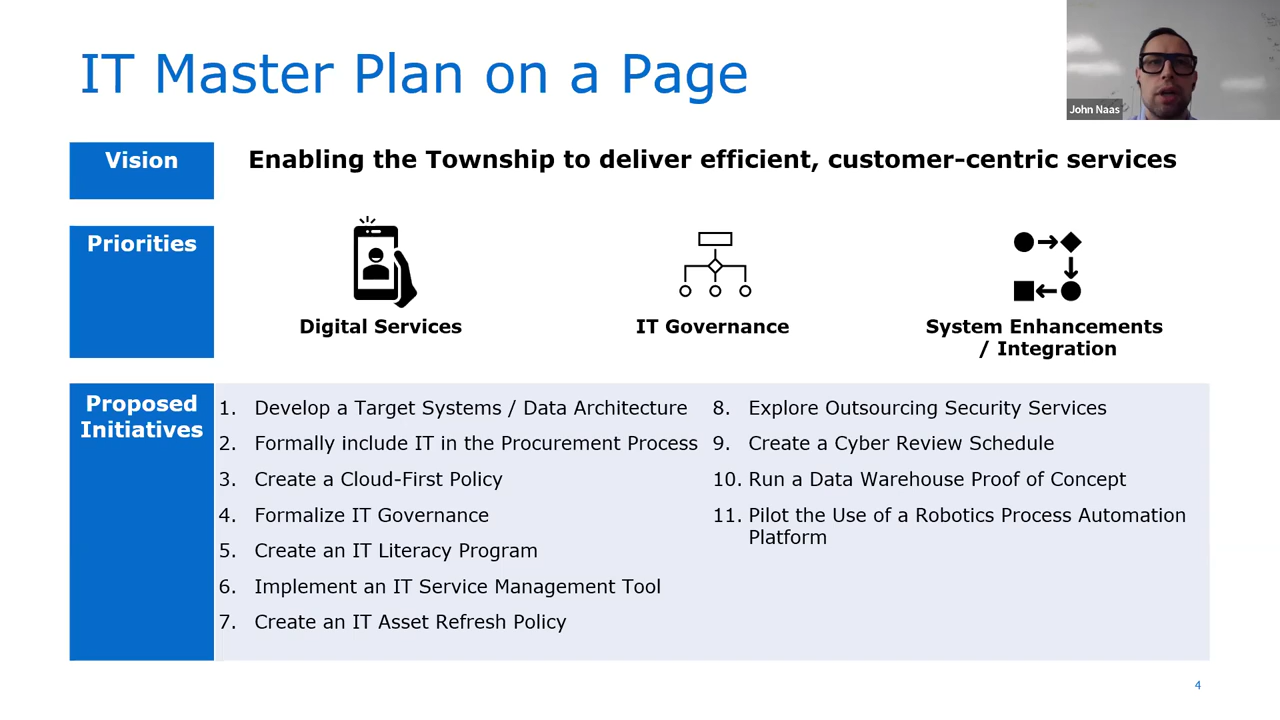 IT Master Plan on a Page
John Naas
Vision
Enabling the Township to deliver efficient, customer-centric services
Priorities
Digital Services
IT Governance
System Enhancements
/ Integration
Proposed
Initiatives
1. Develop a Target Systems / Data Architecture
2. Formally include IT in the Procurement Process
3. Create a Cloud-First Policy
4. Formalize IT Governance
5. Create an IT Literacy Program
6. Implement an IT Service Management Tool
7. Create an IT Asset Refresh Policy
8. Explore Outsourcing Security Services
9. Create a Cyber Review Schedule
10. Run a Data Warehouse Proof of Concept
11. Pilot the Use of a Robotics Process Automation
Platform
4